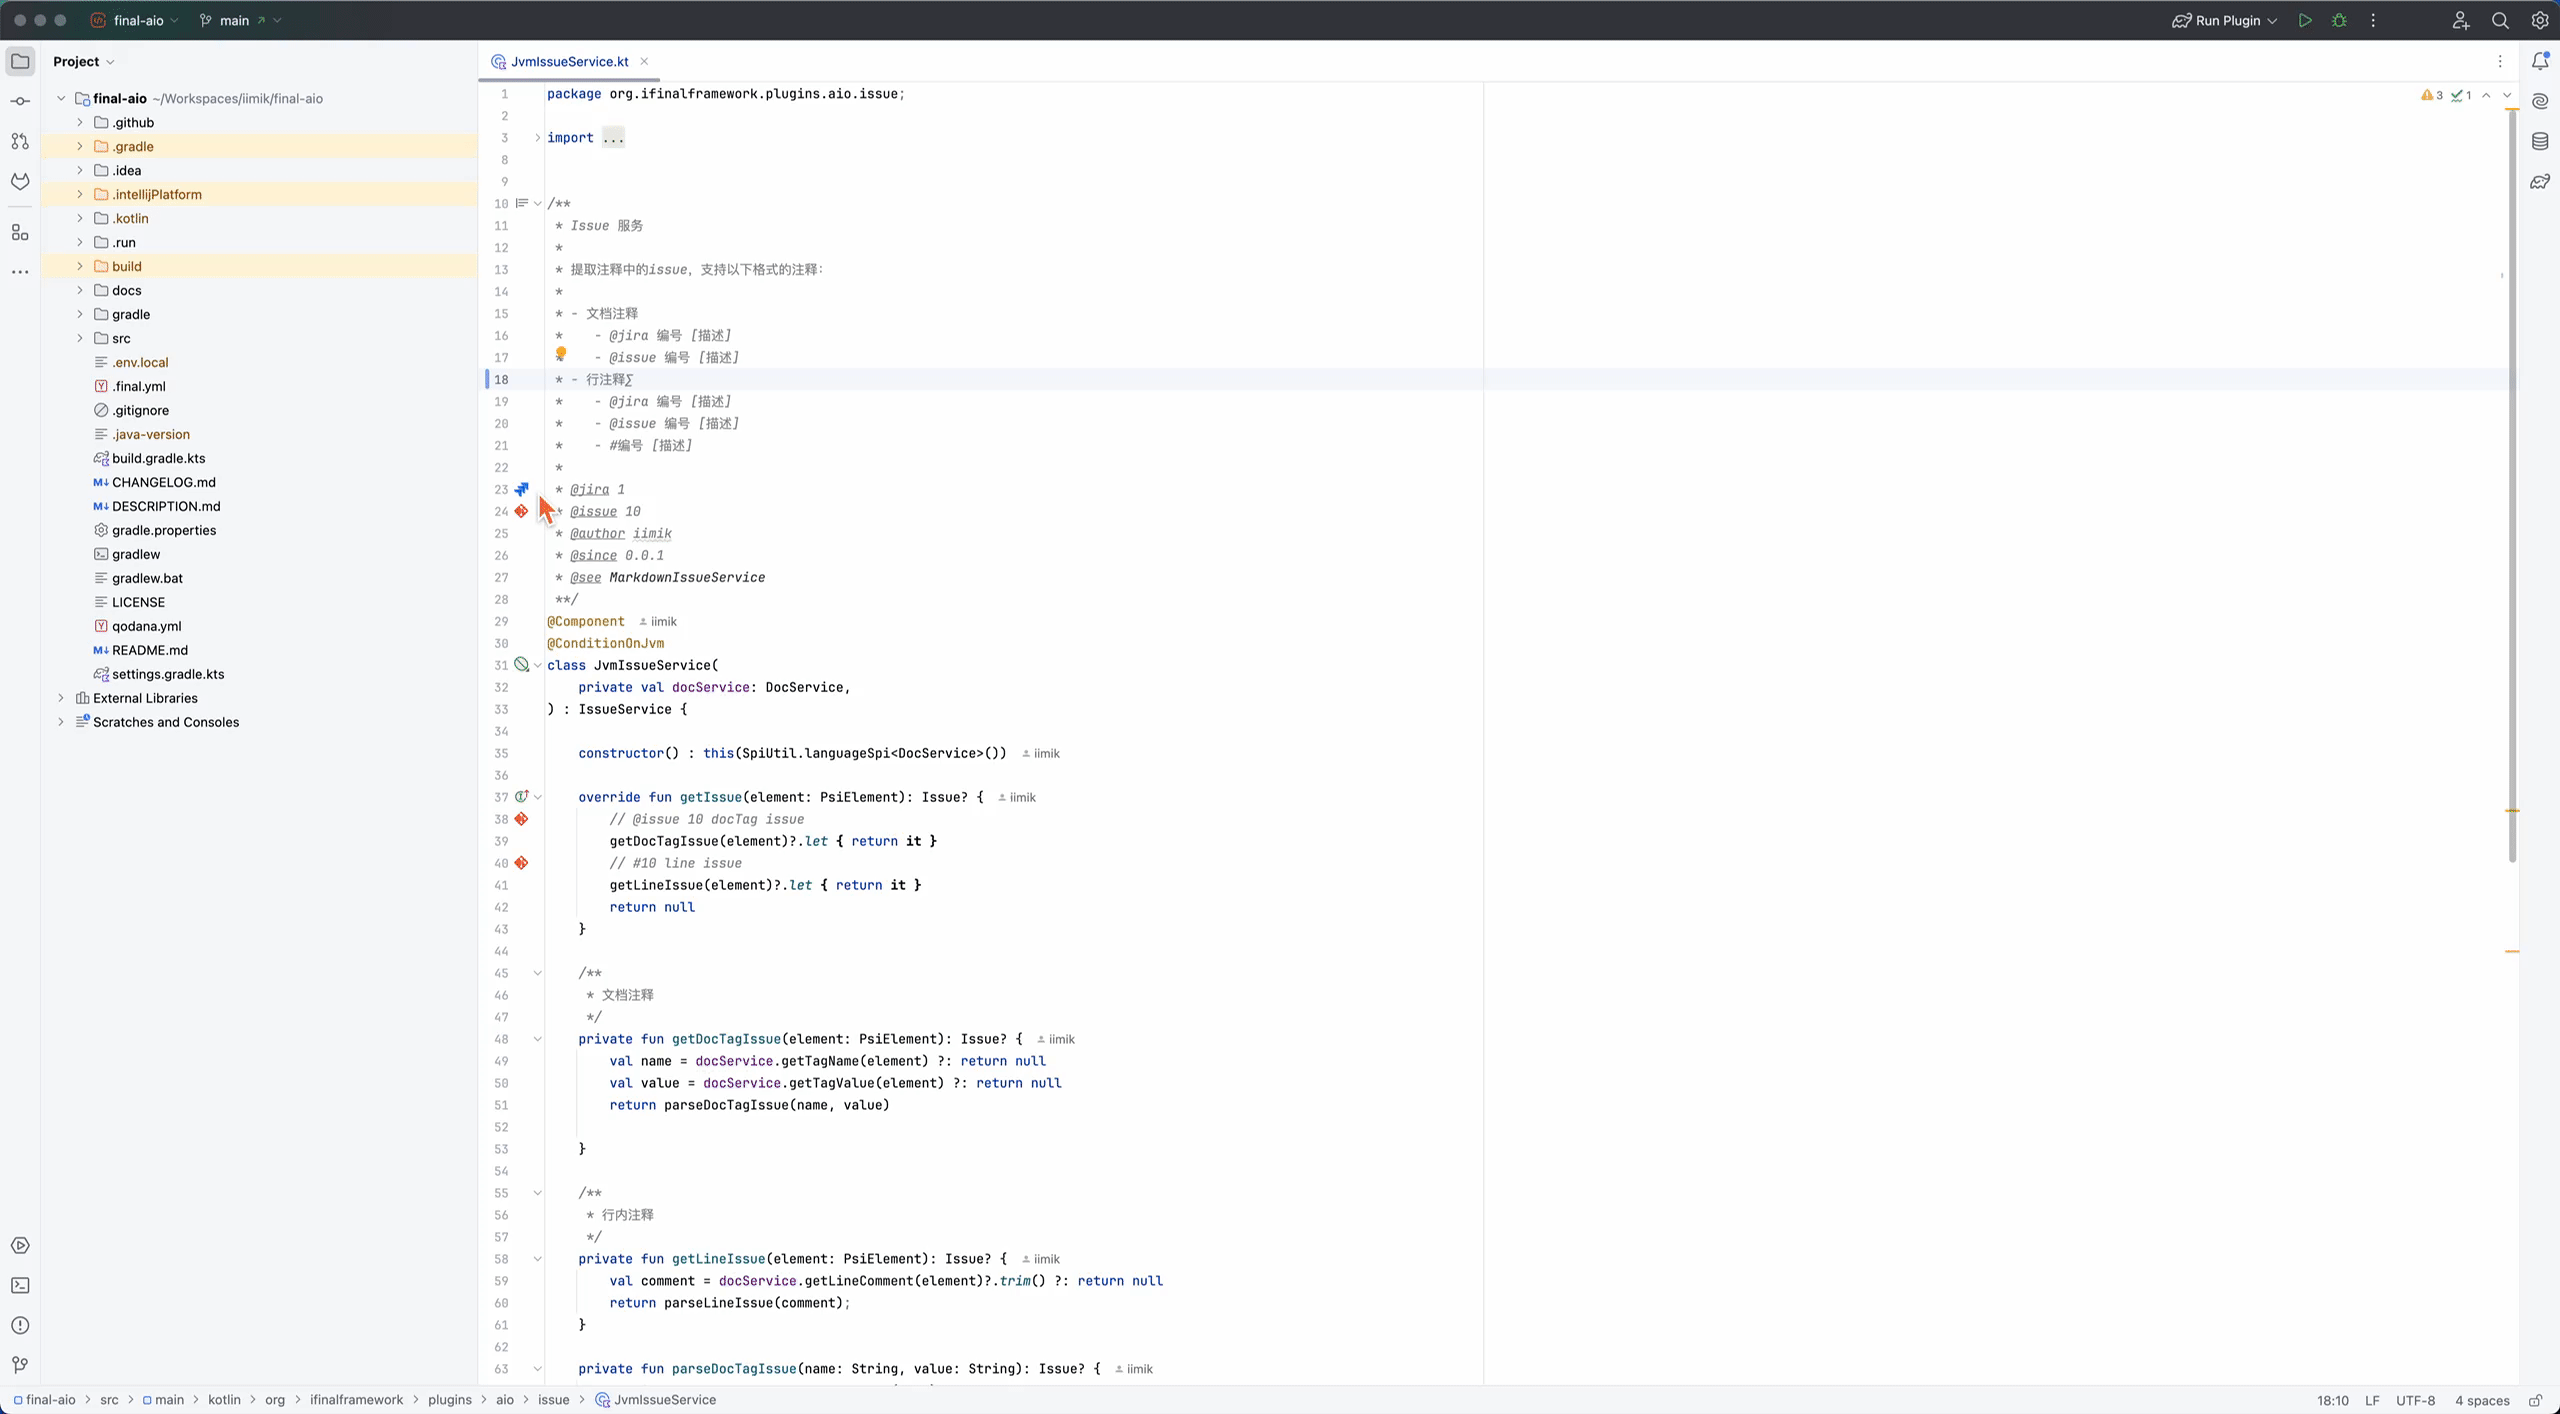 final-aio
main
Run Plugin
Project
JvmIssueService.kt
final-aio ~/Workspaces/iimik/final-aio
.github
.gradle
.idea
.intellijPlatform
.kotlin
.run
build
docs
gradle
src
.env.local
.final.yml
.gitignore
.java-version
build.gradle.kts
CHANGELOG.md
DESCRIPTION.md
gradle.properties
gradlew
gradlew.bat
LICENSE
qodana.yml
README.md
settings.gradle.kts
External Libraries
Scratches and Consoles
3 1
1 package org.ifinalframework.plugins.aio.issue;
2
3 import ...
8
9
10 /**
11 * Issue 服务
12 *
13 * 提取注释中的issue，支持以下格式的注释：
14 *
15 * - 文档注释
16 *    - @jira 编号 [描述]
17 *    - @issue 编号 [描述]
18 * - 行注释∑
19 *    - @jira 编号 [描述]
20 *    - @issue 编号 [描述]
21 *    - #编号 [描述]
22 *
23 * @jira 1
24 * @issue 10
25 * @author iimik
26 * @since 0.0.1
27 * @see MarkdownIssueService
28 **/
29 @Component iimik
30 @ConditionOnJvm
31 class JvmIssueService(
32 private val docService: DocService,
33 ) : IssueService {
34
35 constructor() : this(SpiUtil.languageSpi<DocService>()) iimik
36
37 override fun getIssue(element: PsiElement): Issue? { iimik
38 // @issue 10 docTag issue
39 getDocTagIssue(element)?.let { return it }
40 // #10 line issue
41 getLineIssue(element)?.let { return it }
42 return null
43 }
44
45 /**
46 * 文档注释
47 */
48 private fun getDocTagIssue(element: PsiElement): Issue? { iimik
49 val name = docService.getTagName(element) ?: return null
50 val value = docService.getTagValue(element) ?: return null
51 return parseDocTagIssue(name, value)
52
53 }
54
55 /**
56 * 行内注释
57 */
58 private fun getLineIssue(element: PsiElement): Issue? { iimik
59 val comment = docService.getLineComment(element)?.trim() ?: return null
60 return parseLineIssue(comment);
61 }
62
63 private fun parseDocTagIssue(name: String, value: String): Issue? { iimik
final-aio > src > main > kotlin > org > ifinalframework > plugins > aio > issue > JvmIssueService
18:10 LF UTF-8 4 spaces